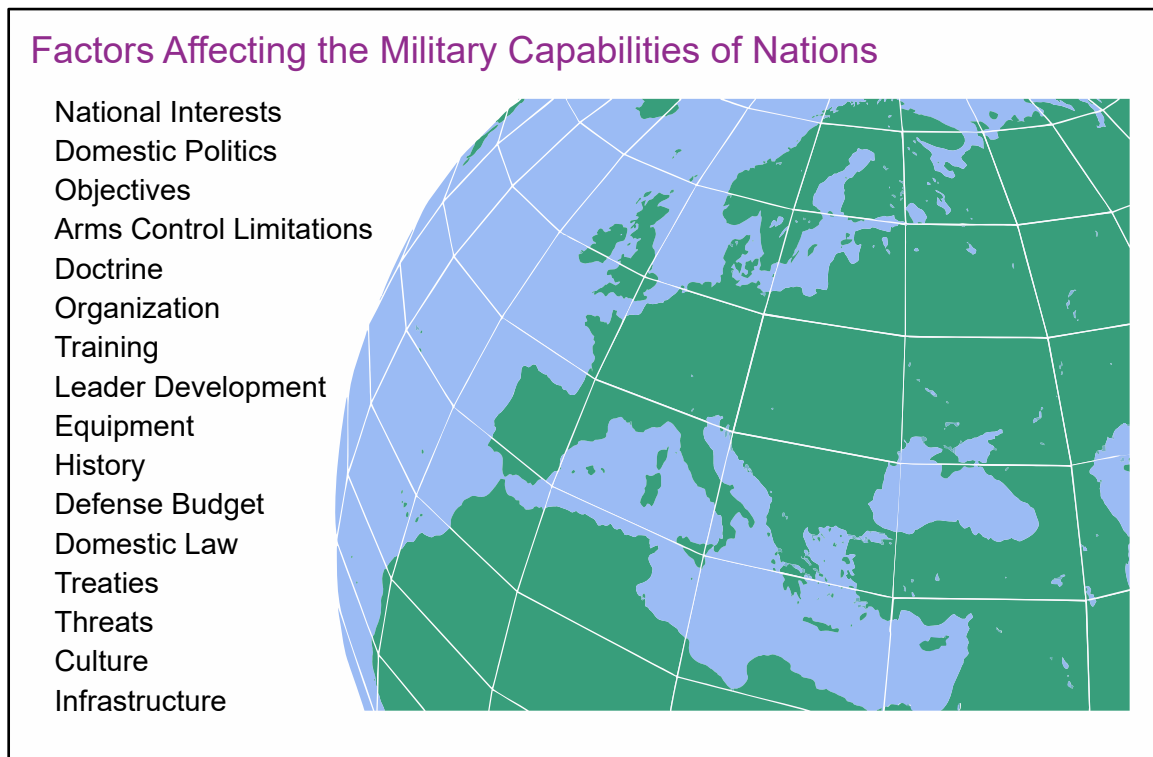 Factors Affecting the Military Capabilities of Nations
National Interests
Domestic Politics
Objectives
Arms Control Limitations
Doctrine
Organization
Training
Leader Development
Equipment
History
Defense Budget
Domestic Law
Treaties
Threats
Culture
Infrastructure